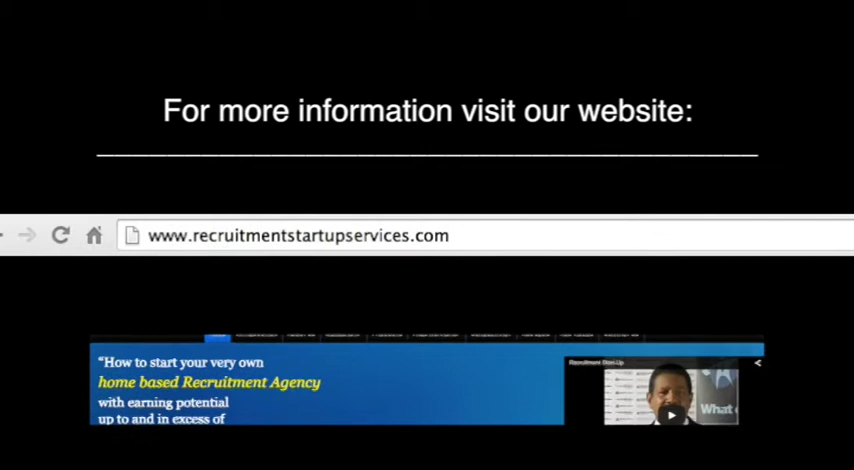 For more information visit our website:
www.recruitmentstartupservices.com
“How to start your very own
home based Recruitment Agency
with earning potential
up to and in excess of
Recruitment Start-Up
What